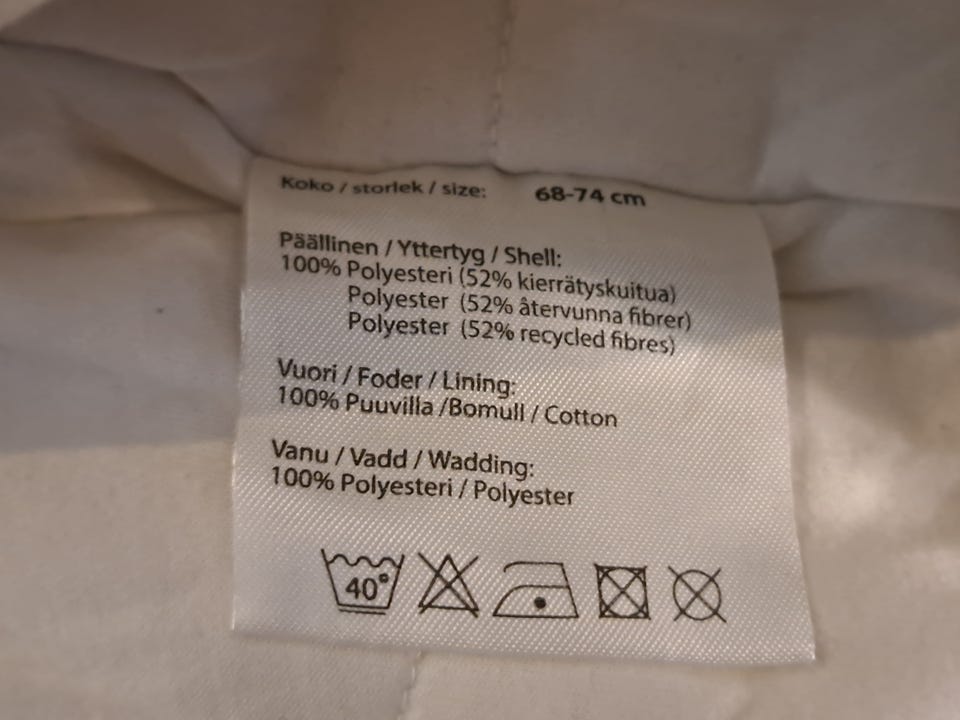 Koko / storlek / size: 68-74 cm
Päällinen / Yttertyg / Shell:
100% Polyesteri (52% kierrätyskuitua)
Polyester (52% återvunna fibrer)
Polyester (52% recycled fibres)
Vuori / Foder / Lining:
100% Puuvilla /Bomull / Cotton
Vanu / Vadd / Wadding:
100% Polyesteri / Polyester
40°